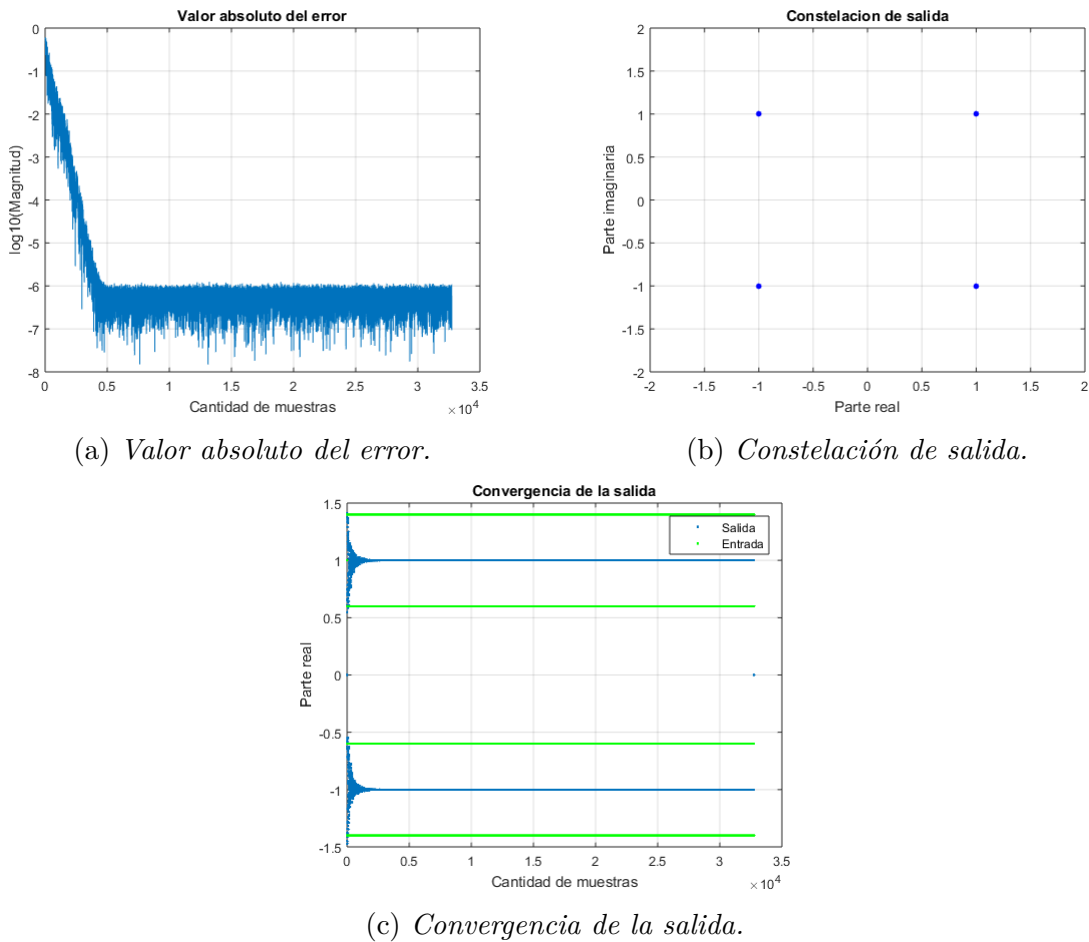 Valor absoluto del error
0
-1
-2
-3
-4
-5
-6
-7
-8
log10(Magnitud)
0 0.5 1 1.5 2 2.5 3 3.5
Cantidad de muestras
×10^4
Constelacion de salida
2
1.5
1
0.5
0
-0.5
-1
-1.5
-2
Parte imaginaria
-2 -1.5 -1 -0.5 0 0.5 1 1.5 2
Parte real
(a) Valor absoluto del error.
(b) Constelación de salida.
Convergencia de la salida
1.5
1
0.5
0
-0.5
-1
-1.5
Parte real
Salida
Entrada
0 0.5 1 1.5 2 2.5 3 3.5
Cantidad de muestras
×10^4
(c) Convergencia de la salida.